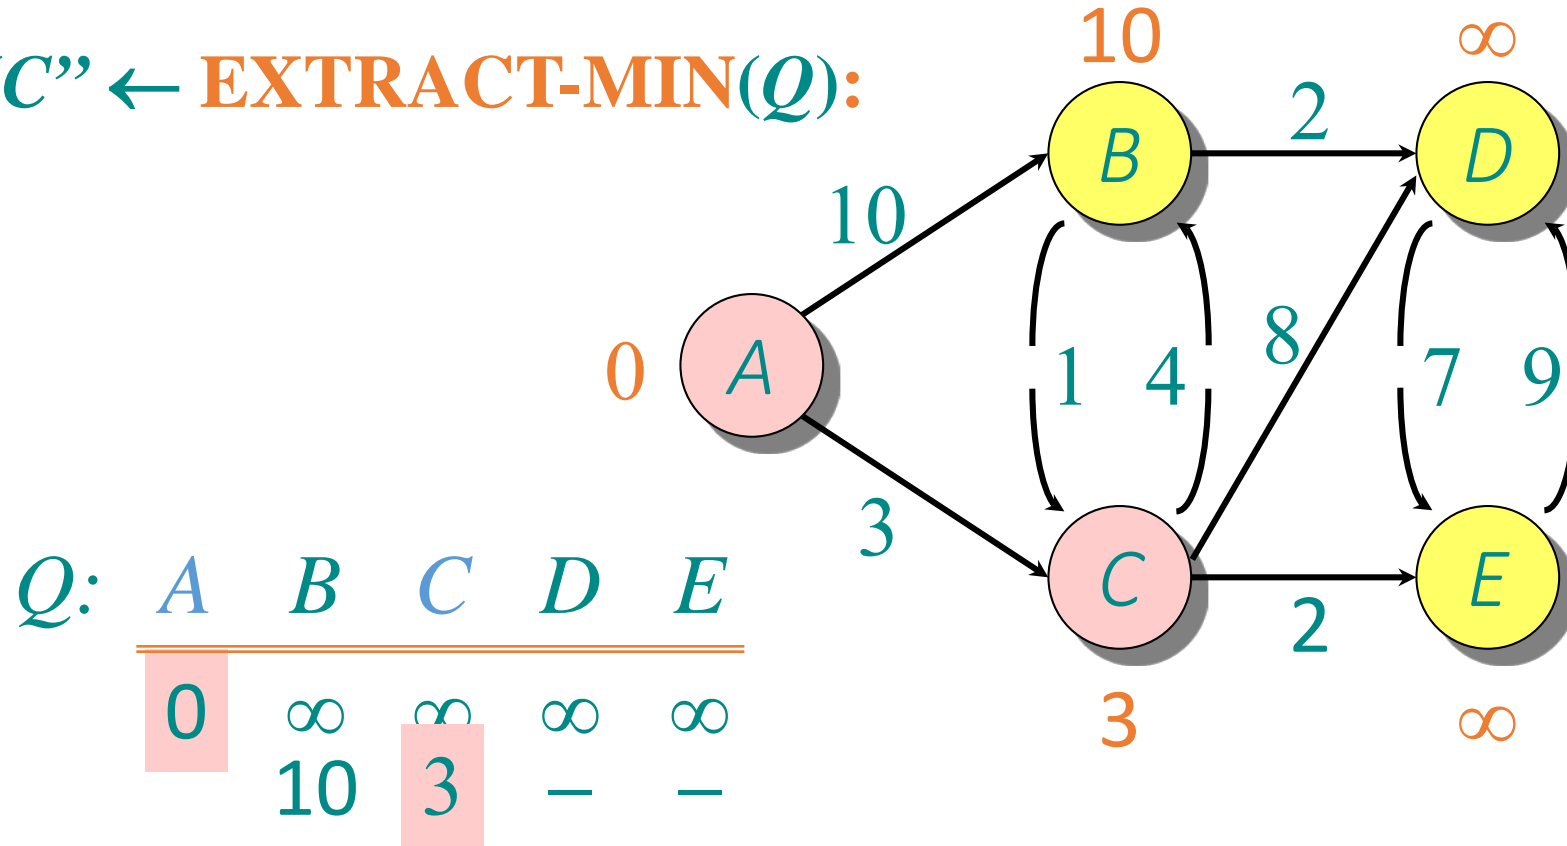 C” ← EXTRACT-MIN(Q):
10 ∞
B 2 D
10
0 A 1 4 8 7 9
3
C 2 E
3 ∞
Q: A B C D E
0 ∞ ∞ ∞ ∞
10 3 – –